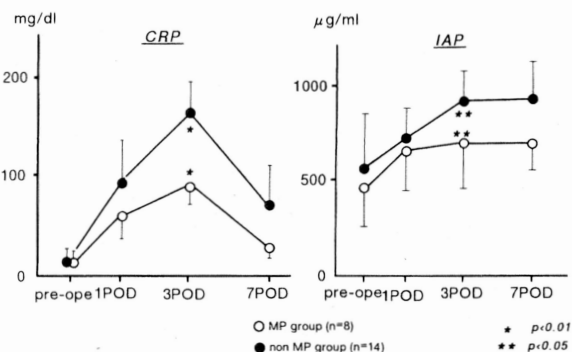 mg/dl
CRP
200
100
0
pre-ope 1POD 3POD 7POD
*
*
μg/ml
IAP
1000
500
0
pre-ope 1POD 3POD 7POD
**
**
○ MP group (n=8)
● non MP group (n=14)
* p<0.01
** p<0.05